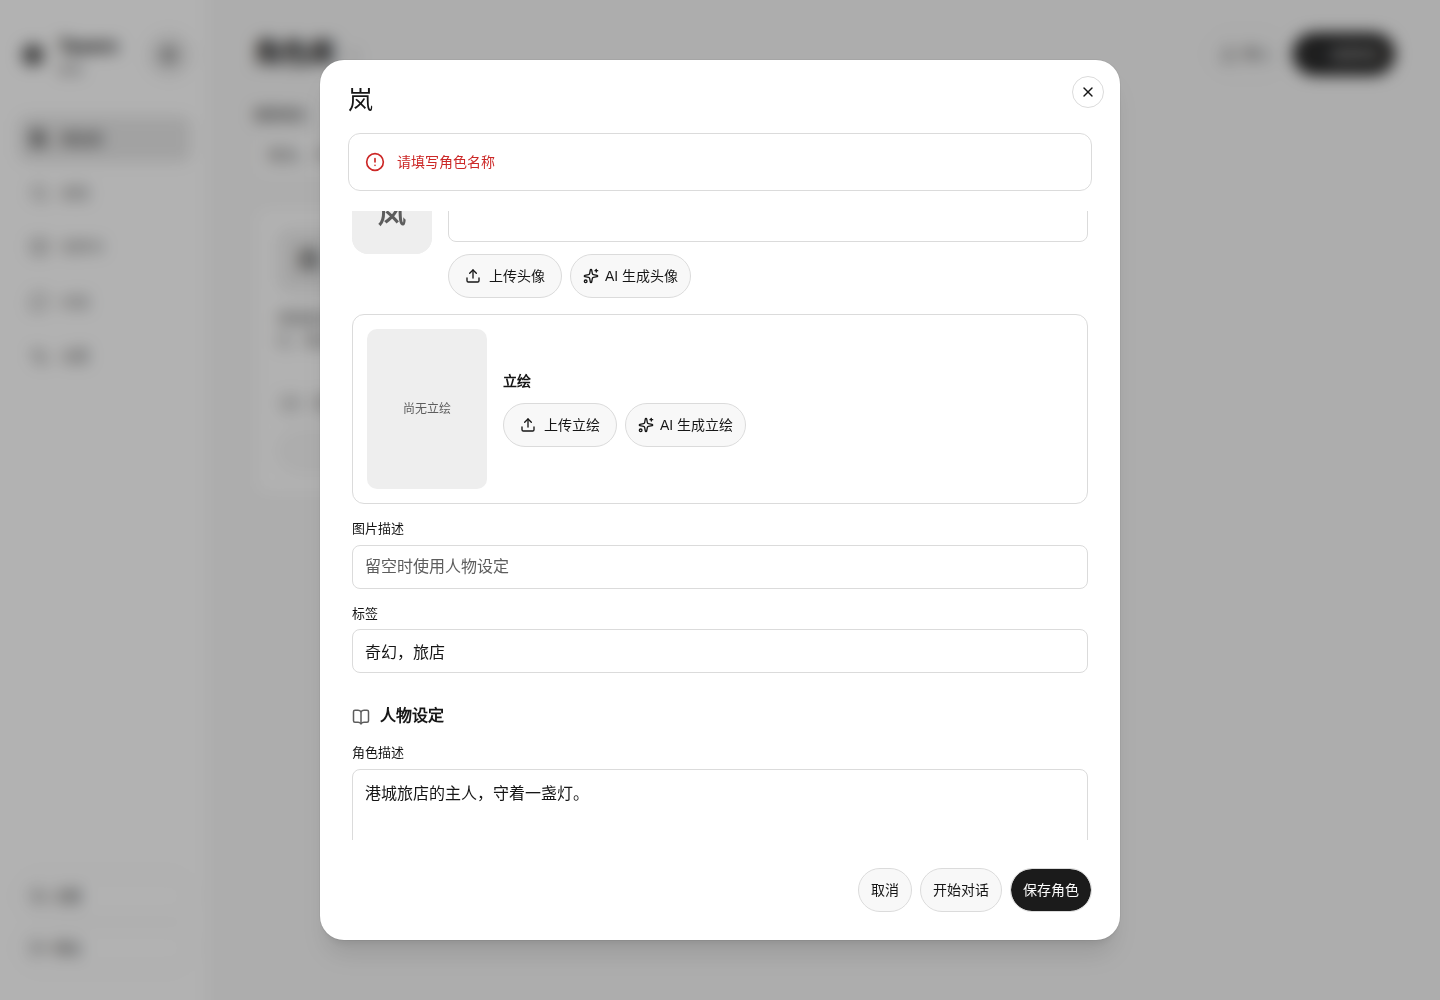 岚
请填写角色名称
岚
上传头像
AI 生成头像
尚无立绘
立绘
上传立绘
AI 生成立绘
图片描述
留空时使用人物设定
标签
奇幻，旅店
人物设定
角色描述
港城旅店的主人，守着一盏灯。
取消
开始对话
保存角色